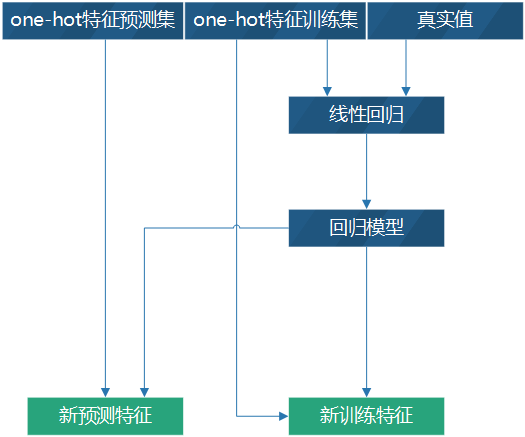 one-hot特征预测集
one-hot特征训练集
真实值
线性回归
回归模型
新预测特征
新训练特征